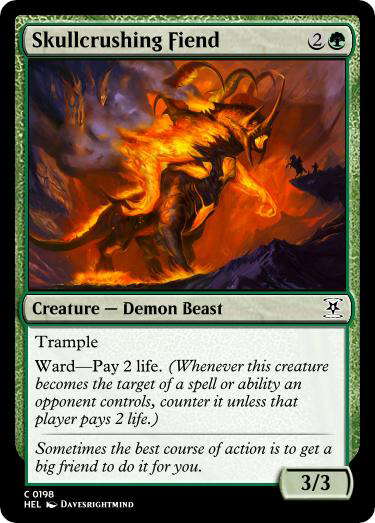 Skullcrushing Fiend 2
Creature — Demon Beast
Trample
Ward—Pay 2 life. (Whenever this creature
becomes the target of a spell or ability an
opponent controls, counter it unless that
player pays 2 life.)
Sometimes the best course of action is to get a
big friend to do it for you.
3/3
C 0198
HEL Davesrightmind